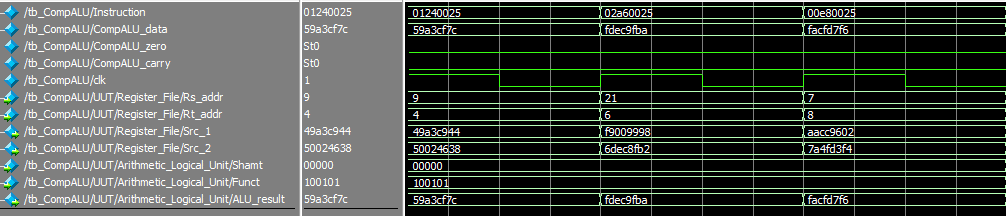 /tb_CompALU/Instruction 01240025 01240025 02a60025 00e80025
/tb_CompALU/CompALU_data 59a3cf7c 59a3cf7c fdec9fba facfd7f6
/tb_CompALU/CompALU_zero St0
/tb_CompALU/CompALU_carry St0
/tb_CompALU/clk 1
/tb_CompALU/UUT/Register_File/Rs_addr 9 9 21 7
/tb_CompALU/UUT/Register_File/Rt_addr 4 4 6 8
/tb_CompALU/UUT/Register_File/Src_1 49a3c944 49a3c944 f9009998 aacc9602
/tb_CompALU/UUT/Register_File/Src_2 50024638 50024638 6dec8fb2 7a4fd3f4
/tb_CompALU/UUT/Arithmetic_Logical_Unit/Shamt 00000 00000
/tb_CompALU/UUT/Arithmetic_Logical_Unit/Funct 100101 100101
/tb_CompALU/UUT/Arithmetic_Logical_Unit/ALU_result 59a3cf7c 59a3cf7c fdec9fba facfd7f6